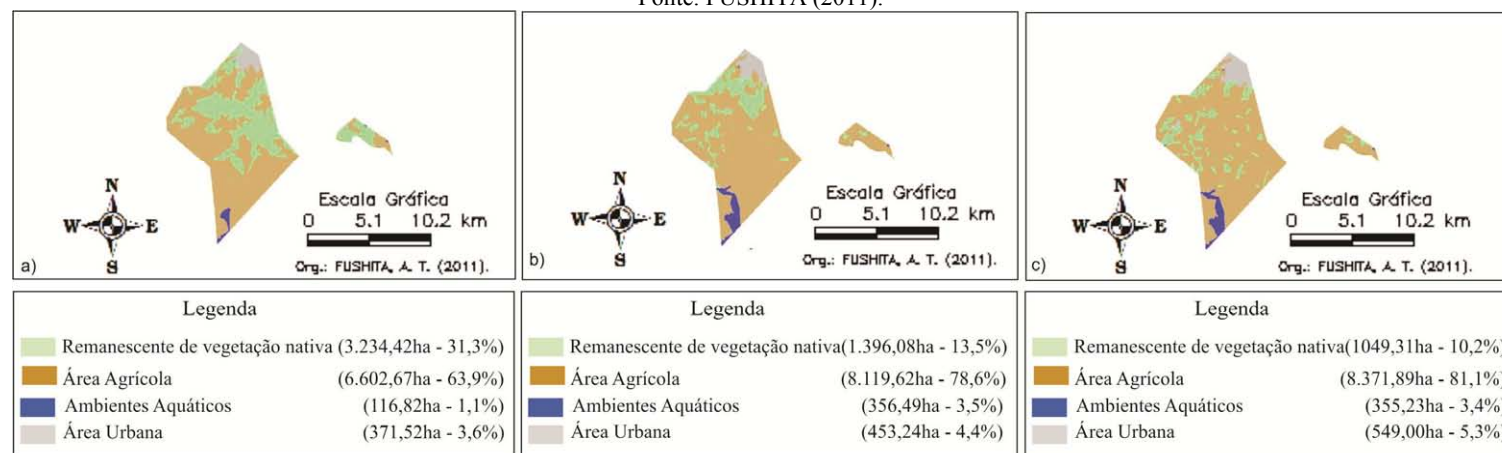 Fonte: FUSHITA (2011).
N
W E
S
Escala Gráfica
0 5.1 10.2 km
Org.: FUSHITA, A. T. (2011).
a)
N
W E
S
Escala Gráfica
0 5.1 10.2 km
Org.: FUSHITA, A. T. (2011).
b)
N
W E
S
Escala Gráfica
0 5.1 10.2 km
Org.: FUSHITA, A. T. (2011).
c)
Legenda
Remanescente de vegetação nativa (3.234,42ha - 31,3%)
Área Agrícola (6.602,67ha - 63,9%)
Ambientes Aquáticos (116,82ha - 1,1%)
Área Urbana (371,52ha - 3,6%)
Legenda
Remanescente de vegetação nativa(1.396,08ha - 13,5%)
Área Agrícola (8.119,62ha - 78,6%)
Ambientes Aquáticos (356,49ha - 3,5%)
Área Urbana (453,24ha - 4,4%)
Legenda
Remanescente de vegetação nativa(1049,31ha - 10,2%)
Área Agrícola (8.371,89ha - 81,1%)
Ambientes Aquáticos (355,23ha - 3,4%)
Área Urbana (549,00ha - 5,3%)